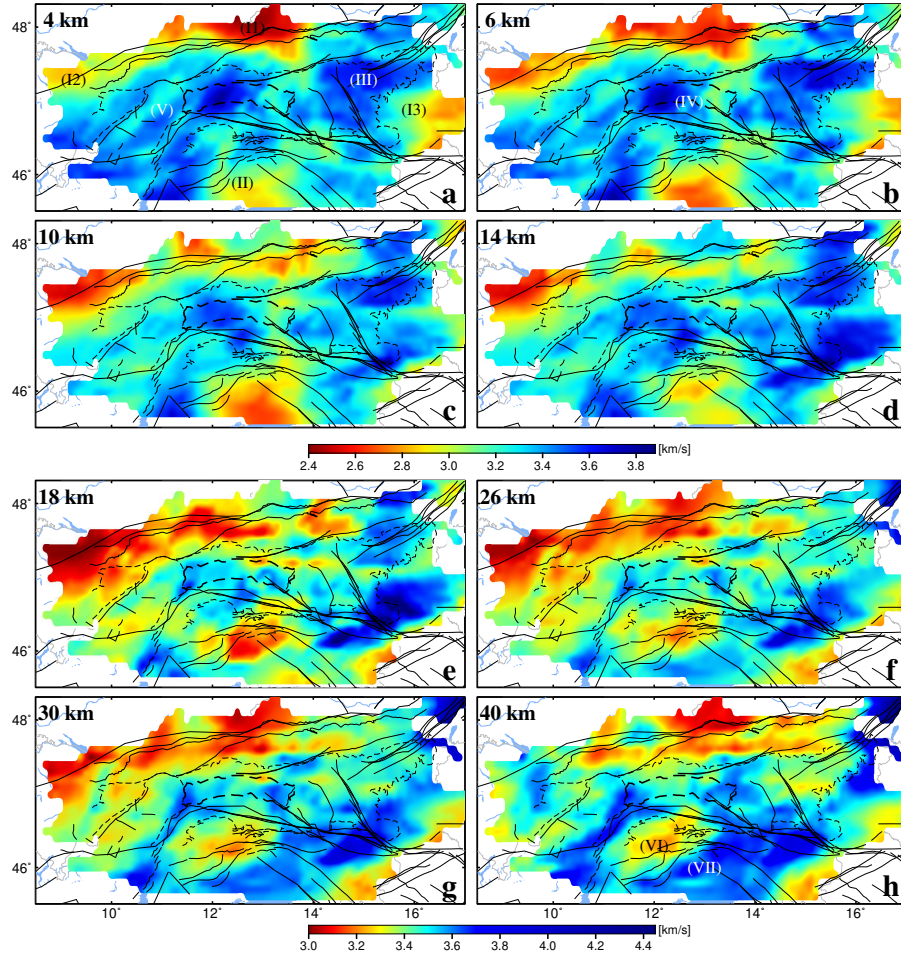 4 km
6 km
48°
46°
(I1)
(I2)
(III)
(V)
(I3)
(II)
(IV)
a
b
10 km
14 km
48°
46°
c
d
2.4 2.6 2.8 3.0 3.2 3.4 3.6 3.8 [km/s]
18 km
26 km
48°
46°
e
f
30 km
40 km
48°
46°
(VI)
(VII)
g
h
10° 12° 14° 16° 10° 12° 14° 16°
3.0 3.2 3.4 3.6 3.8 4.0 4.2 4.4 [km/s]